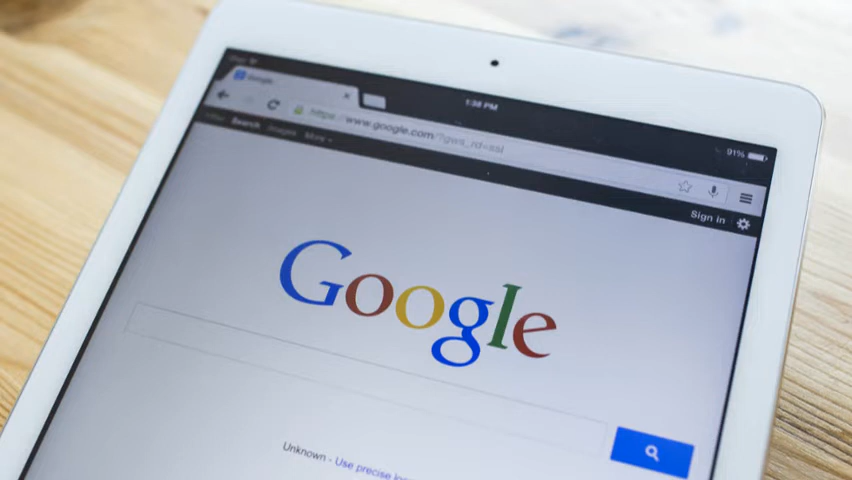 Google
1:38 PM
91%
https://www.google.com/?gws_rd=ssl
Search Images More
Sign in
Google
Unknown - Use precise